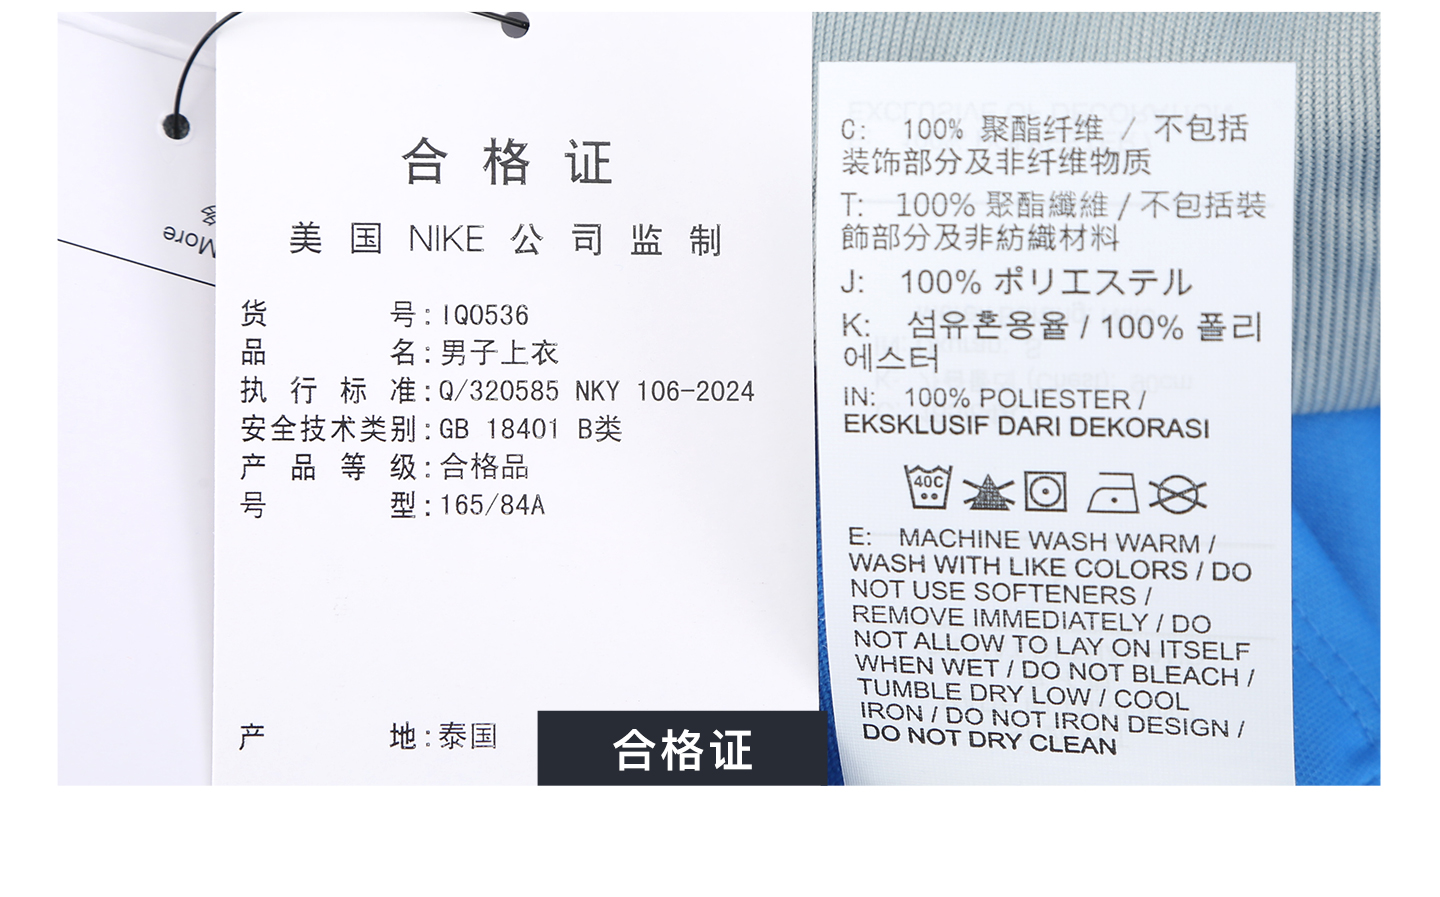 More
合格证
美国NIKE公司监制
货号:IQ0536
品名:男子上衣
执行标准:Q/320585 NKY 106-2024
安全技术类别:GB 18401 B类
产品等级:合格品
号型:165/84A
产地:泰国
合格证
C: 100% 聚酯纤维 / 不包括
装饰部分及非纤维物质
T: 100% 聚酯纖維 / 不包括裝
飾部分及非紡織材料
J: 100% ポリエステル
K: 섬유혼용율 / 100% 폴리
에스터
IN: 100% POLIESTER /
EKSKLUSIF DARI DEKORASI
40C
E: MACHINE WASH WARM /
WASH WITH LIKE COLORS / DO
NOT USE SOFTENERS /
REMOVE IMMEDIATELY / DO
NOT ALLOW TO LAY ON ITSELF
WHEN WET / DO NOT BLEACH /
TUMBLE DRY LOW / COOL
IRON / DO NOT IRON DESIGN /
DO NOT DRY CLEAN